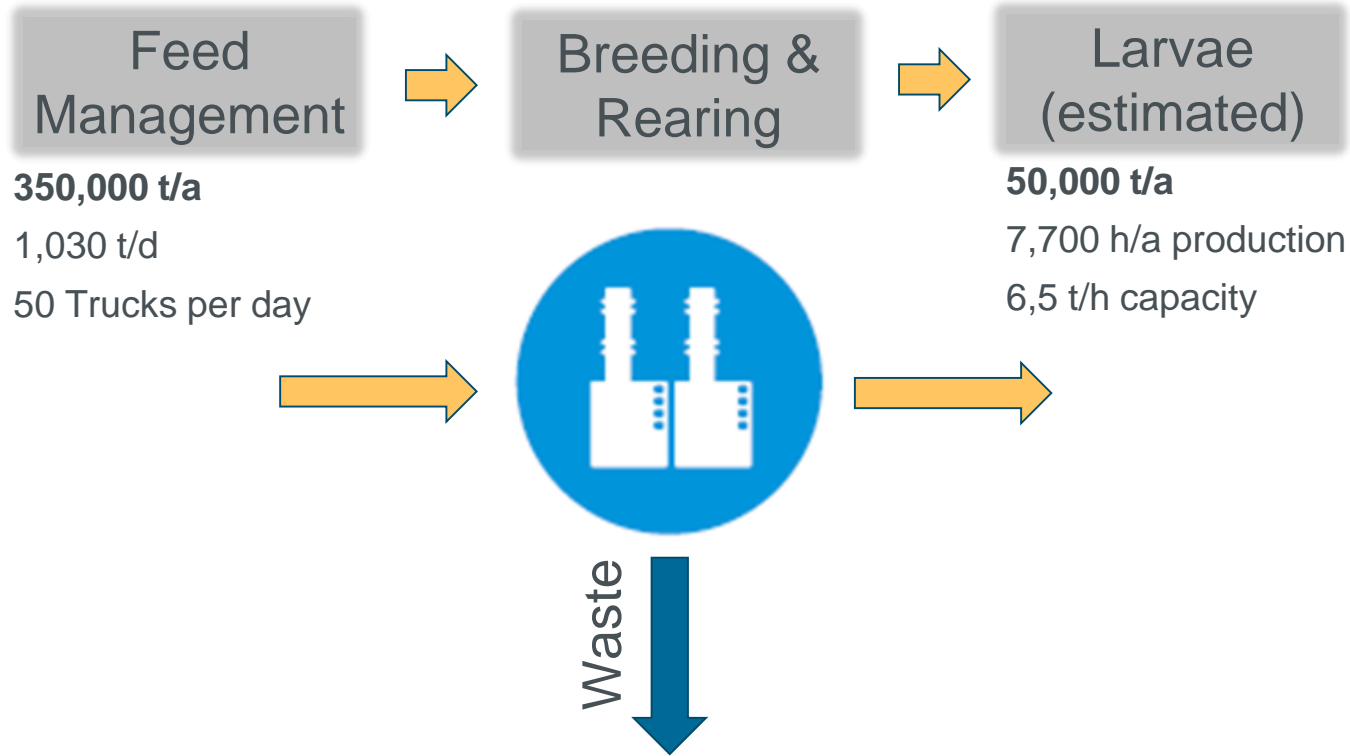 Feed
Management
Breeding &
Rearing
Larvae
(estimated)
350,000 t/a
1,030 t/d
50 Trucks per day
50,000 t/a
7,700 h/a production
6,5 t/h capacity
Waste